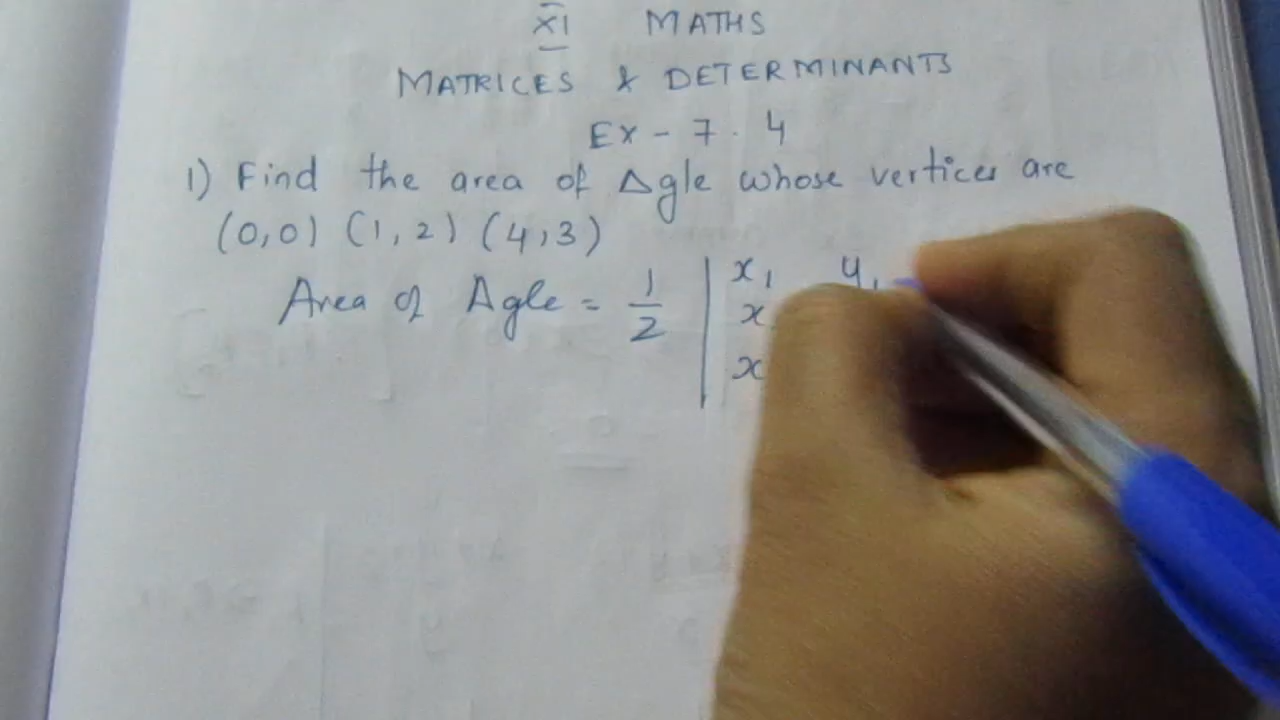 XI MATHS
MATRICES & DETERMINANTS
Ex - 7.4
1) Find the area of Δgle whose vertices are
(0,0) (1,2) (4,3)
Area of Δgle = 1/2 | x₁ y₁
x
x